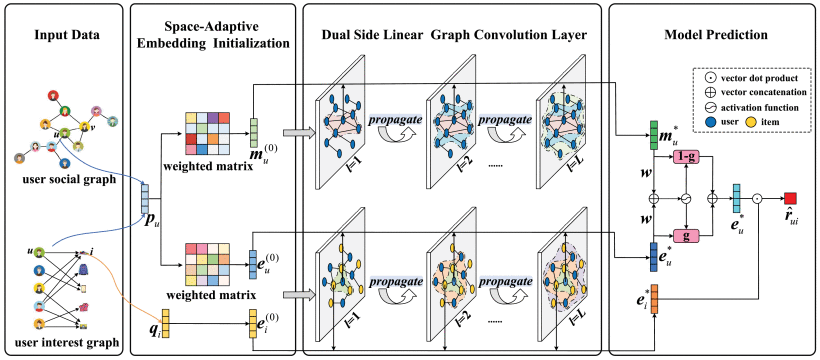 Input Data
Space-Adaptive
Embedding Initialization
Dual Side Linear Graph Convolution Layer
Model Prediction
u
v
user social graph
u
i
user interest graph
p_u
weighted matrix
m_u^(0)
weighted matrix
e_u^(0)
q_i
e_i^(0)
l=1
propagate
l=2
propagate
......
l=L
l=1
propagate
l=2
propagate
......
l=L
vector dot product
vector concatenation
activation function
user
item
m_u^*
1-g
w
w
g
e_u^*
e_u^*
r̂_ui
e_i^*